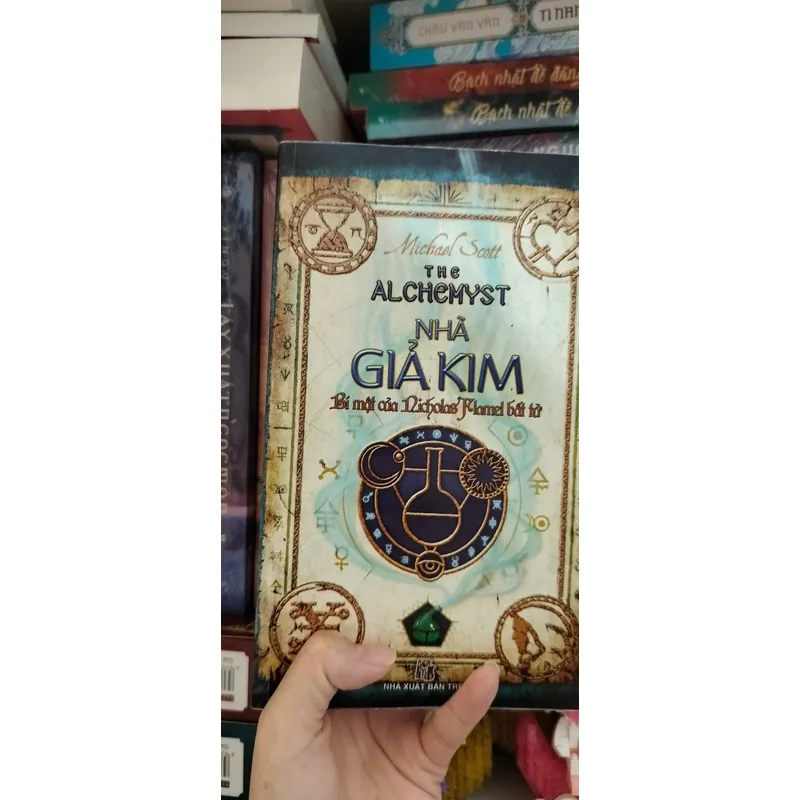 CHÂU VĂN VĂN
Bạch nhật đề đăng
Bạch nhật đề
Michael Scott
THE
ALCHEMYST
NHÀ
GIẢ KIM
Bí mật của Nicholas Flamel bất tử
NHÀ XUẤT BẢN TR